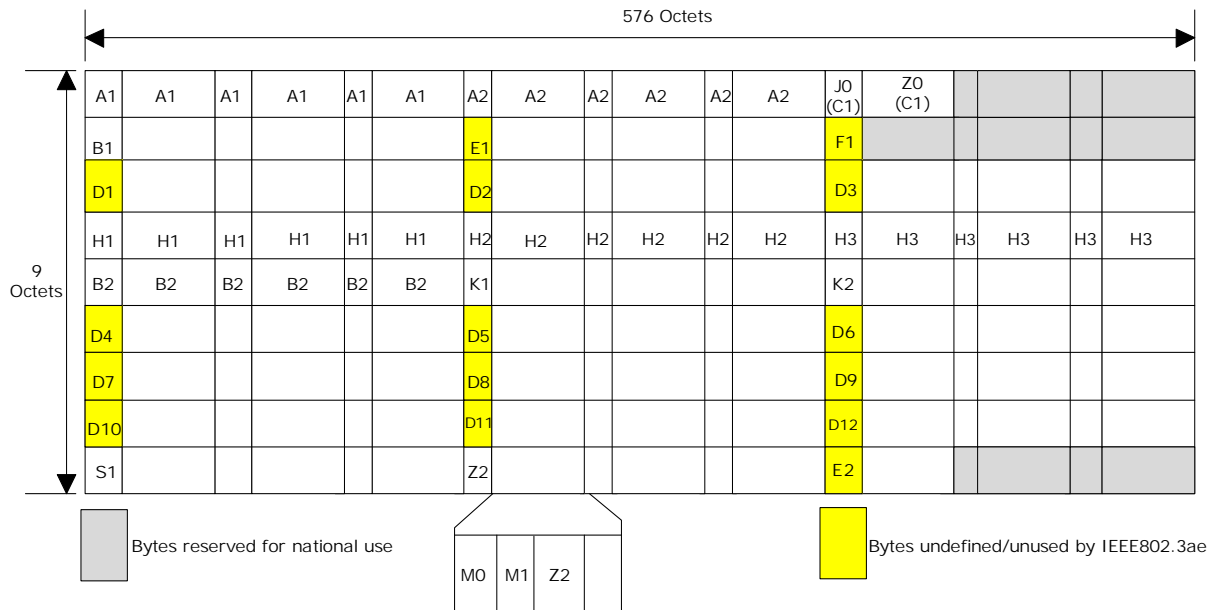 576 Octets
A1 A1 A1 A1 A1 A1 A2 A2 A2 A2 A2 A2 J0 (C1) Z0 (C1)
B1 E1 F1
D1 D2 D3
H1 H1 H1 H1 H1 H1 H2 H2 H2 H2 H2 H2 H3 H3 H3 H3 H3 H3
9 Octets
B2 B2 B2 B2 B2 B2 K1 K2
D4 D5 D6
D7 D8 D9
D10 D11 D12
S1 Z2 E2
Bytes reserved for national use
Bytes undefined/unused by IEEE802.3ae
M0 M1 Z2